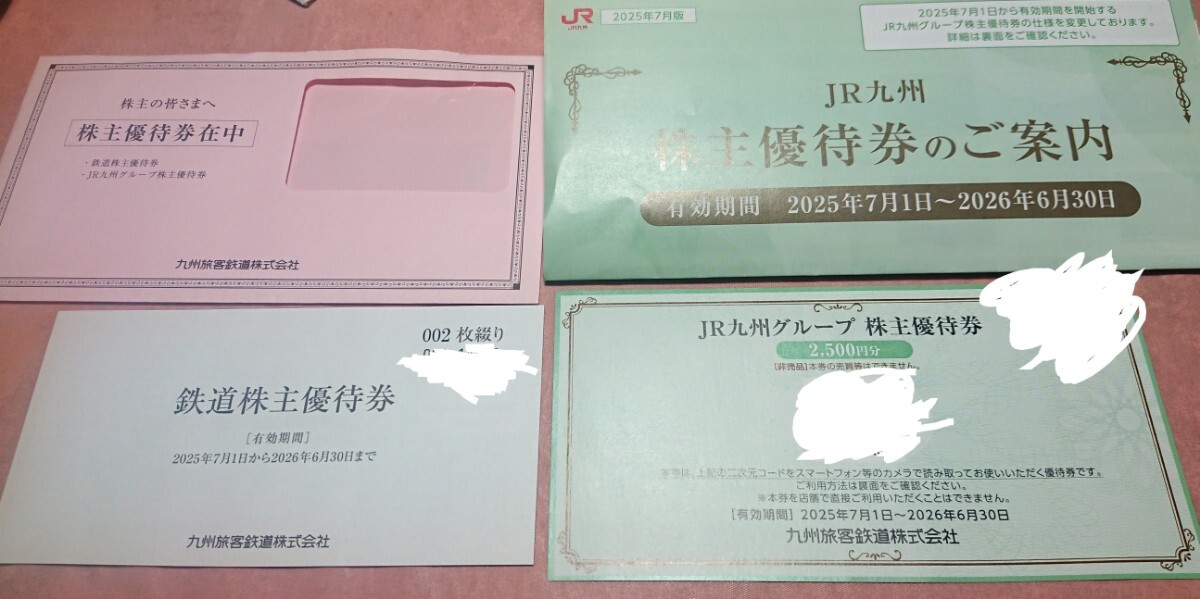 株主の皆さまへ
株主優待券在中
・鉄道株主優待券
・JR九州グループ株主優待券
九州旅客鉄道株式会社
JR
JR九州
2025年7月版
2025年7月1日から有効期間を開始する
JR九州グループ株主優待券の仕様を変更しております。
詳細は裏面をご確認ください。
JR九州
株主優待券のご案内
有効期間 2025年7月1日～2026年6月30日
002 枚綴り
鉄道株主優待券
［有効期間］
2025年7月1日から2026年6月30日まで
九州旅客鉄道株式会社
JR九州グループ 株主優待券
2,500円分
［非売品］本券の売買等はできません。
本券は、上記の二次元コードをスマートフォン等のカメラで読み取ってお使いいただく優待券です。
ご利用方法は裏面をご確認ください。
※本券を店舗で直接ご利用いただくことはできません。
［有効期間］2025年7月1日～2026年6月30日
九州旅客鉄道株式会社